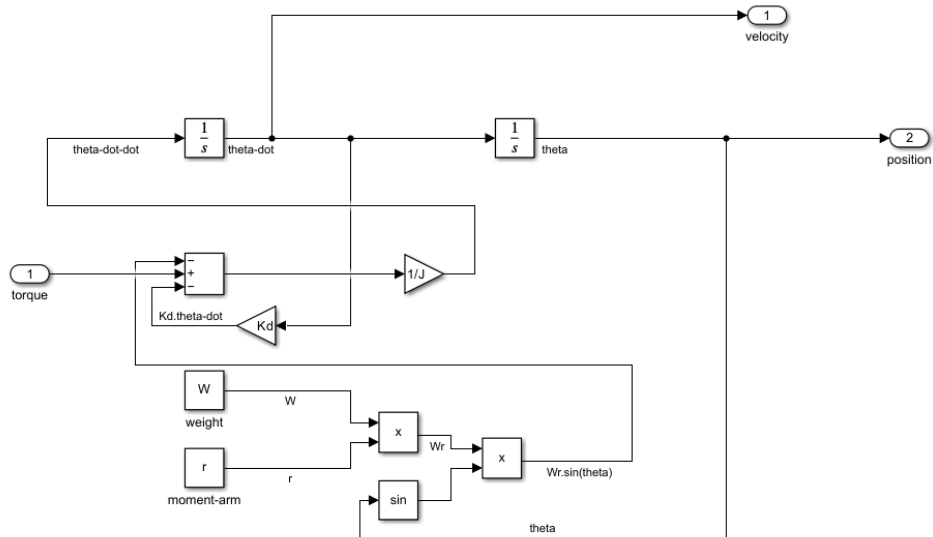 1
velocity
1/s
1/s
theta-dot-dot
theta-dot
theta
2
position
−
+
−
1
torque
1/J
Kd.theta-dot
Kd
W
weight
W
x
Wr
x
Wr.sin(theta)
r
moment-arm
r
sin
theta